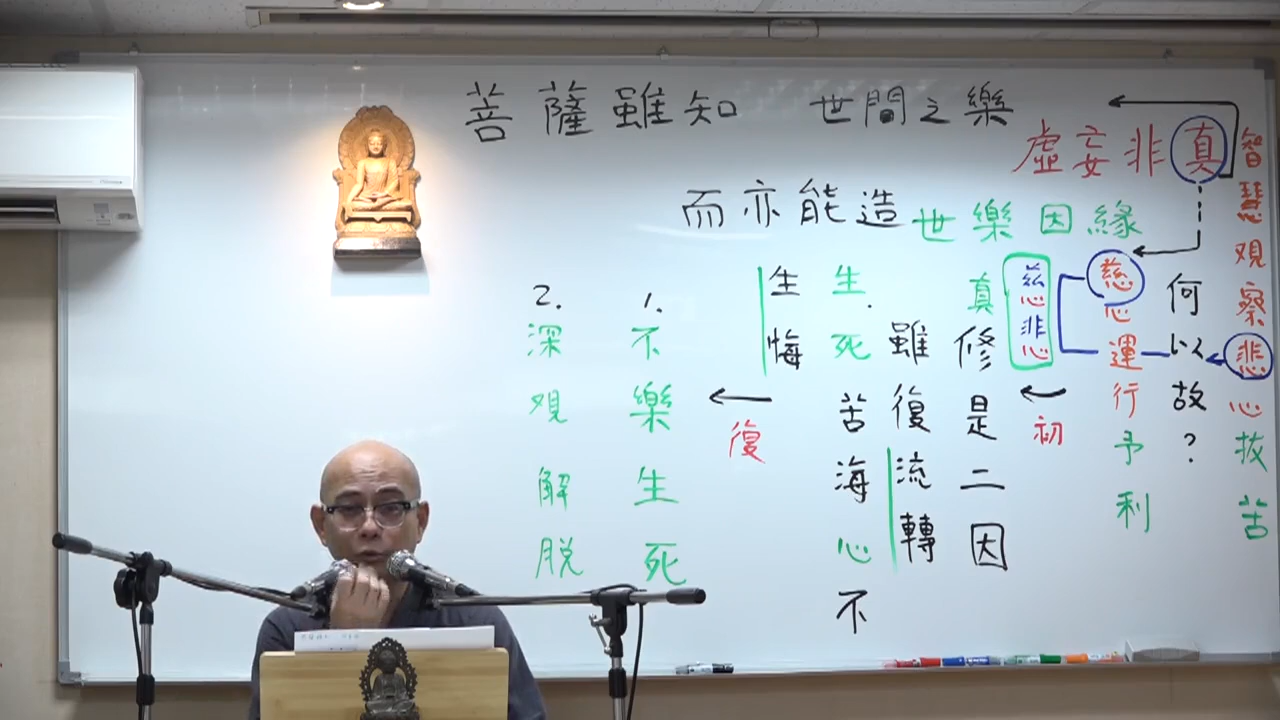 菩薩雖知 世間之樂
虛妄非真
而亦能造世樂因緣
智慧觀察悲心拔苦
何以故?
慈心運行予利
慈心悲心
初
真修是二因
雖復流轉
生死苦海心不
生悔
復
1.不樂生死
2.深觀解脫